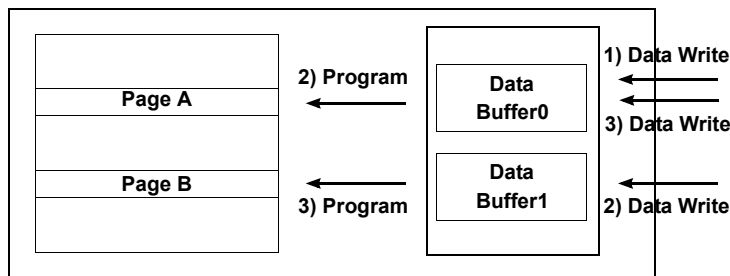 1) Data Write
2) Program
Data
Buffer0
Page A
3) Data Write
Data
Buffer1
Page B
3) Program
2) Data Write